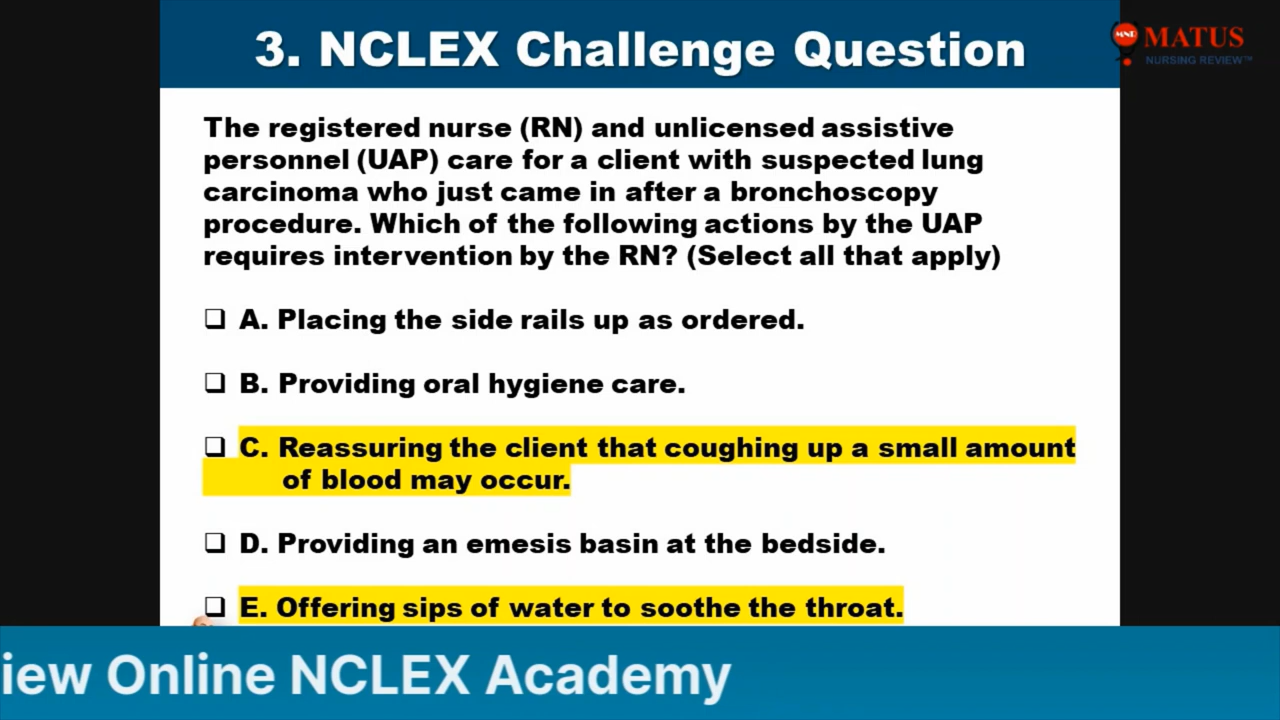 3. NCLEX Challenge Question
MNR MATUS
NURSING REVIEW™
The registered nurse (RN) and unlicensed assistive
personnel (UAP) care for a client with suspected lung
carcinoma who just came in after a bronchoscopy
procedure. Which of the following actions by the UAP
requires intervention by the RN? (Select all that apply)
❑ A. Placing the side rails up as ordered.
❑ B. Providing oral hygiene care.
❑ C. Reassuring the client that coughing up a small amount
of blood may occur.
❑ D. Providing an emesis basin at the bedside.
❑ E. Offering sips of water to soothe the throat.
iew Online NCLEX Academy